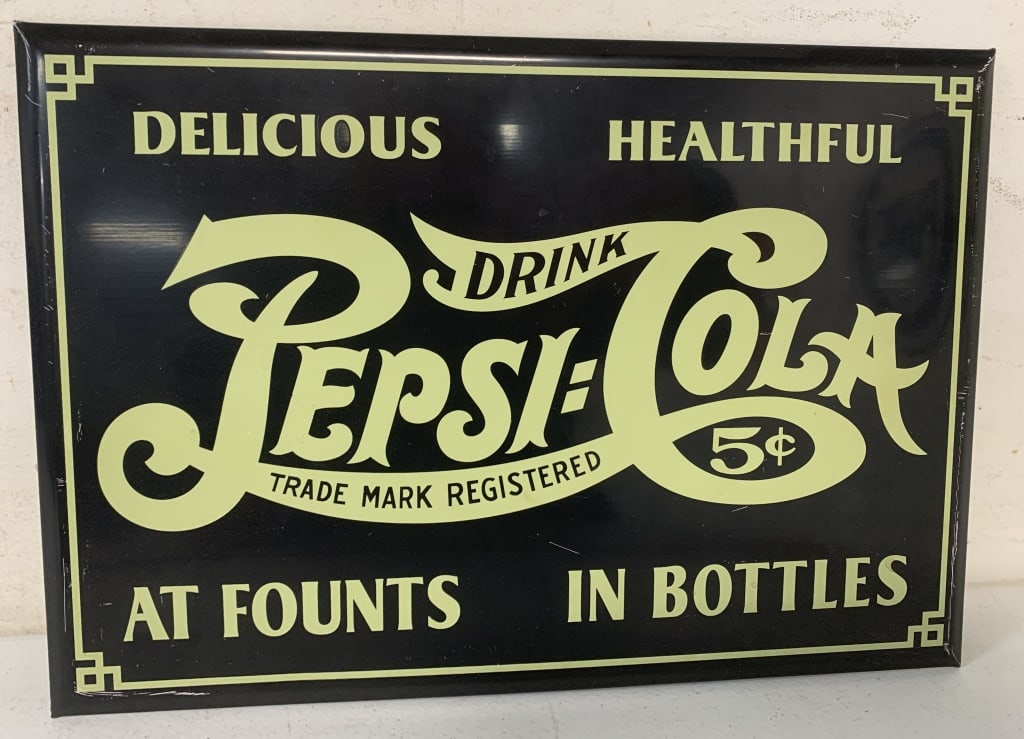 DELICIOUS HEALTHFUL
DRINK
PEPSI=COLA
5¢
TRADE MARK REGISTERED
AT FOUNTS IN BOTTLES